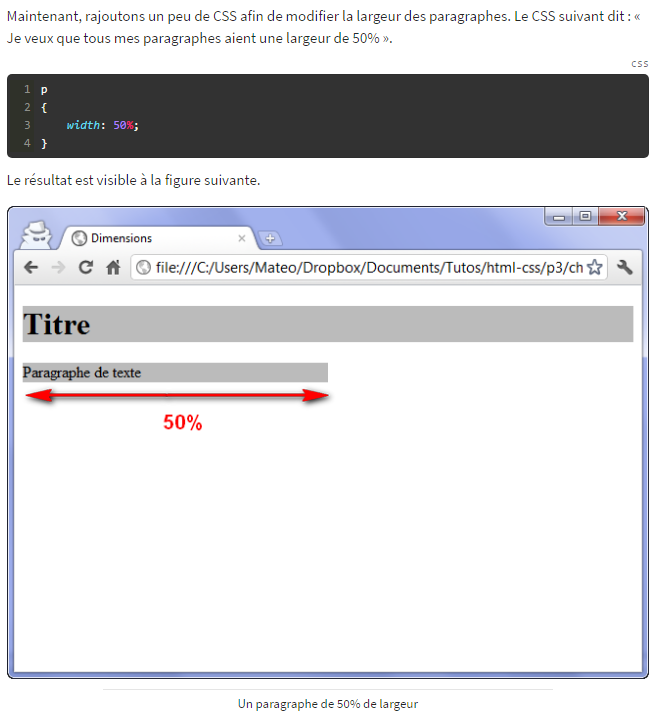 Maintenant, rajoutons un peu de CSS afin de modifier la largeur des paragraphes. Le CSS suivant dit : «
Je veux que tous mes paragraphes aient une largeur de 50% ».
css
1 p
2 {
3 width: 50%;
4 }
Le résultat est visible à la figure suivante.
Dimensions
file:///C:/Users/Mateo/Dropbox/Documents/Tutos/html-css/p3/ch
Titre
Paragraphe de texte
50%
Un paragraphe de 50% de largeur